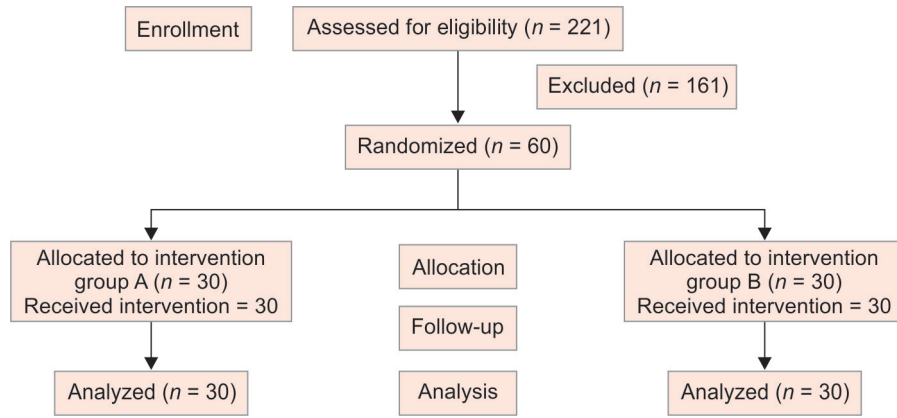 Enrollment
Assessed for eligibility (n = 221)
Excluded (n = 161)
Randomized (n = 60)
Allocated to intervention
group A (n = 30)
Received intervention = 30
Allocation
Allocated to intervention
group B (n = 30)
Received intervention = 30
Follow-up
Analyzed (n = 30)
Analysis
Analyzed (n = 30)